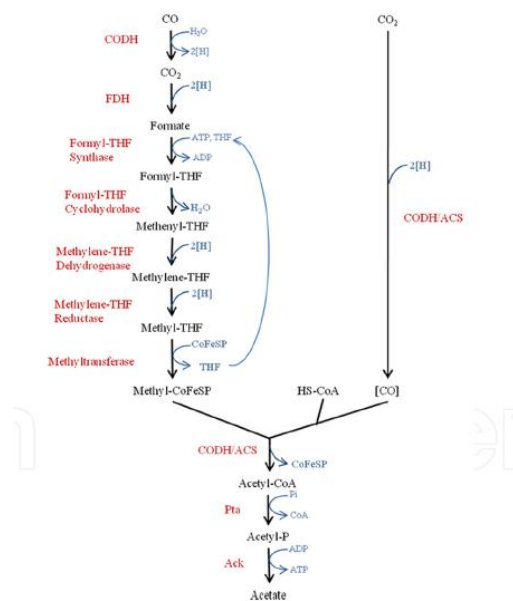 CO
CO2
CODH
H2O
2[H]
CO2
FDH
2[H]
Formate
Formyl-THF
Synthase
ATP, THF
ADP
Formyl-THF
2[H]
Formyl-THF
Cyclohydrolase
H2O
CODH/ACS
Methenyl-THF
Methylene-THF
Dehydrogenase
2[H]
Methylene-THF
Methylene-THF
Reductase
2[H]
Methyl-THF
Methyltransferase
CoFeSP
THF
Methyl-CoFeSP
HS-CoA
[CO]
CODH/ACS
CoFeSP
Acetyl-CoA
Pta
Pi
CoA
Acetyl-P
Ack
ADP
ATP
Acetate